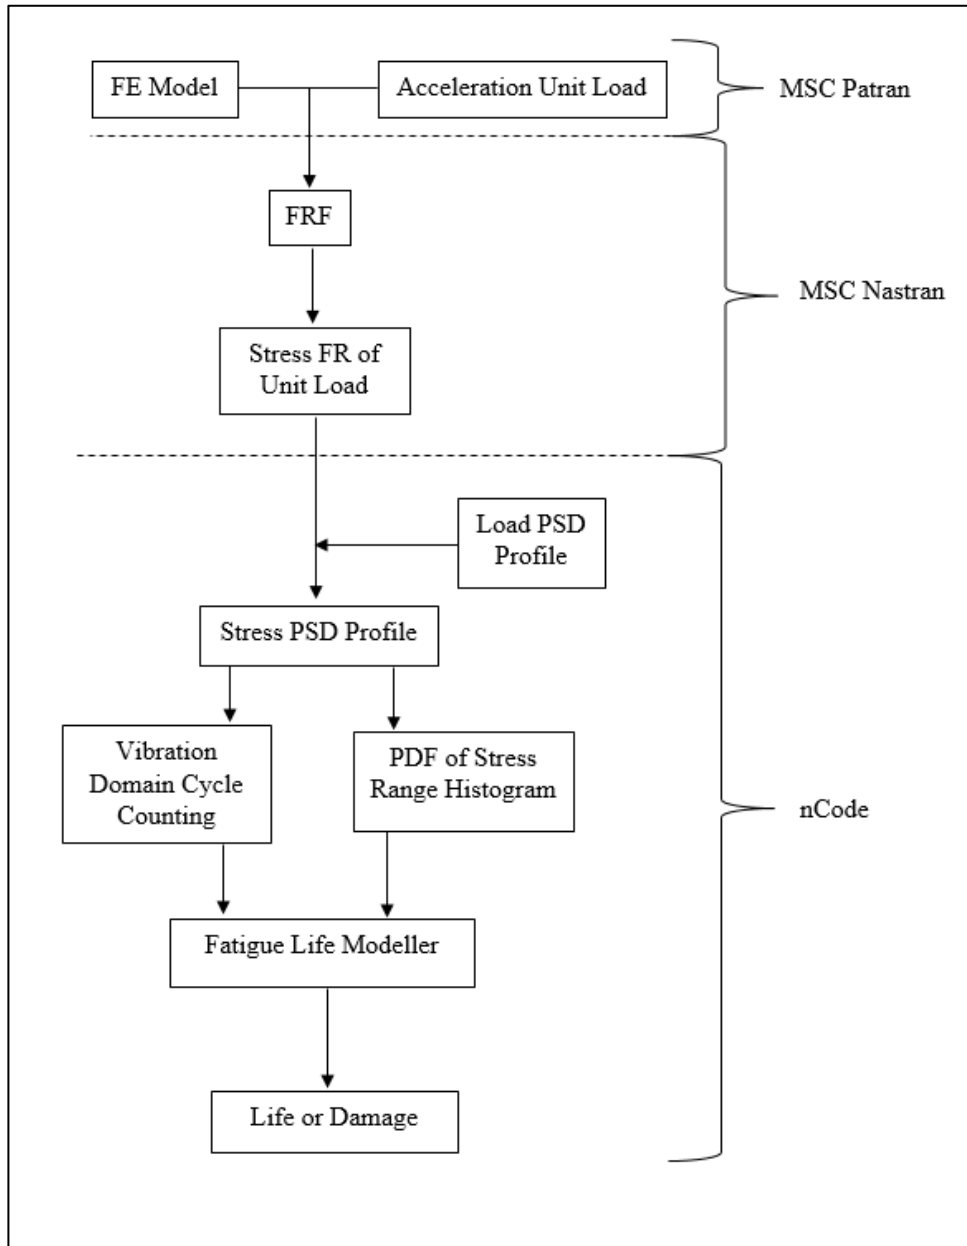 FE Model
Acceleration Unit Load
MSC Patran
FRF
MSC Nastran
Stress FR of
Unit Load
Load PSD
Profile
Stress PSD Profile
Vibration
Domain Cycle
Counting
PDF of Stress
Range Histogram
nCode
Fatigue Life Modeller
Life or Damage